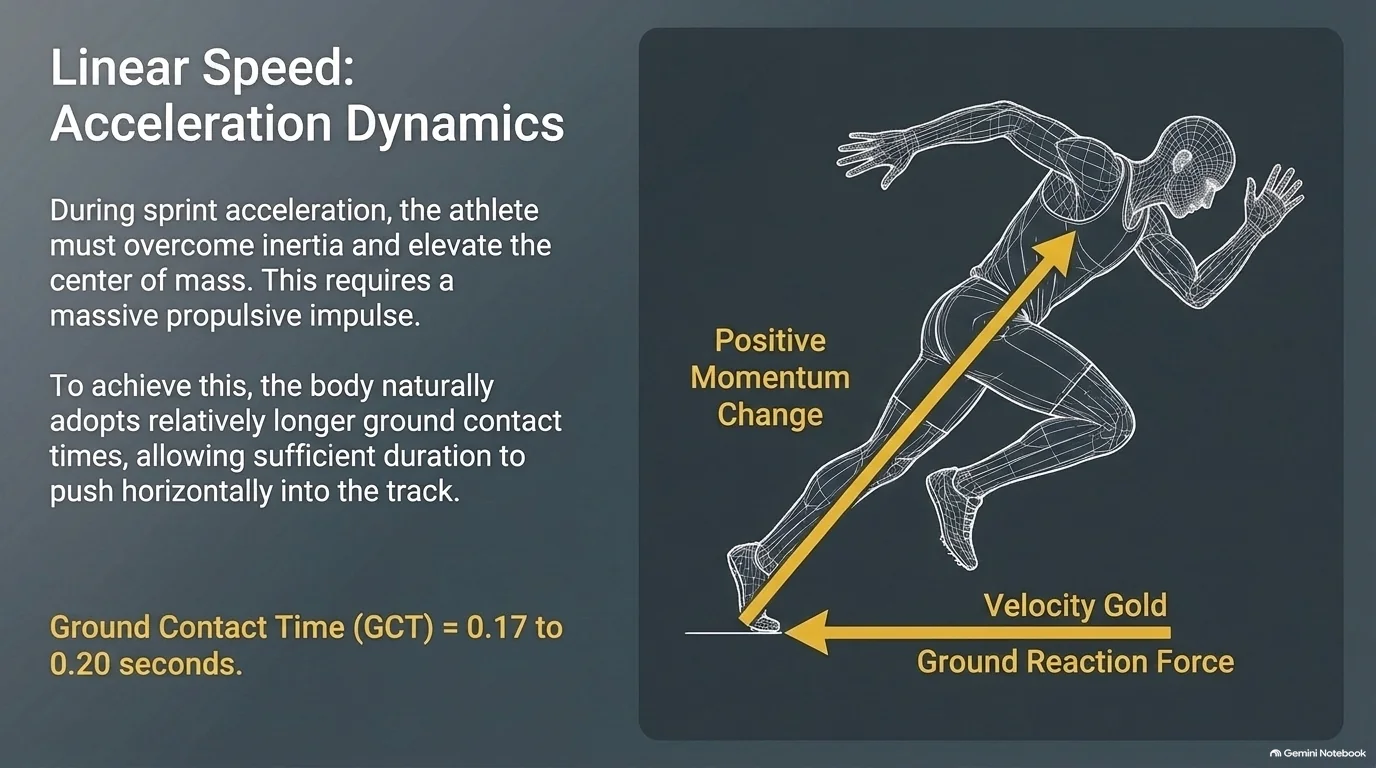 Linear Speed:
Acceleration Dynamics
During sprint acceleration, the athlete
must overcome inertia and elevate the
center of mass. This requires a
massive propulsive impulse.
To achieve this, the body naturally
adopts relatively longer ground contact
times, allowing sufficient duration to
push horizontally into the track.
Ground Contact Time (GCT) = 0.17 to
0.20 seconds.
Positive
Momentum
Change
Velocity Gold
Ground Reaction Force
Gemini Notebook